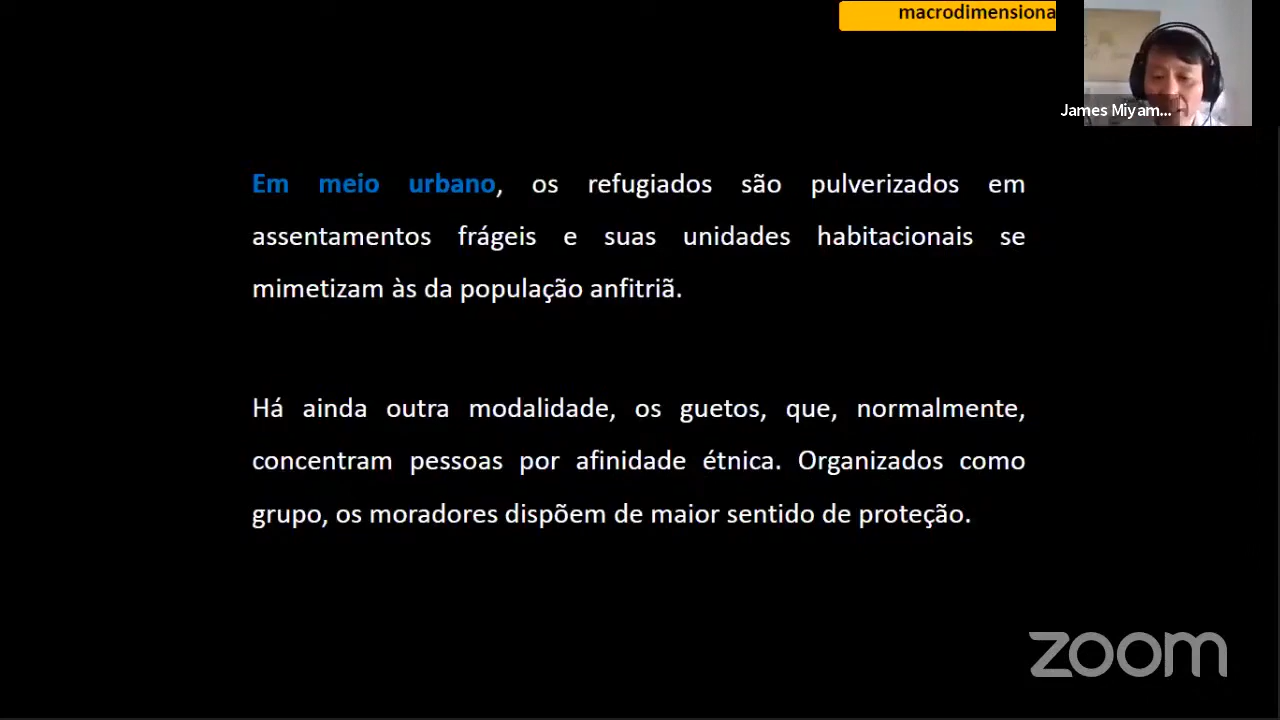 macrodimensiona
James Miyam...
Em meio urbano, os refugiados são pulverizados em
assentamentos frágeis e suas unidades habitacionais se
mimetizam às da população anfitriã.
Há ainda outra modalidade, os guetos, que, normalmente,
concentram pessoas por afinidade étnica. Organizados como
grupo, os moradores dispõem de maior sentido de proteção.
zoom